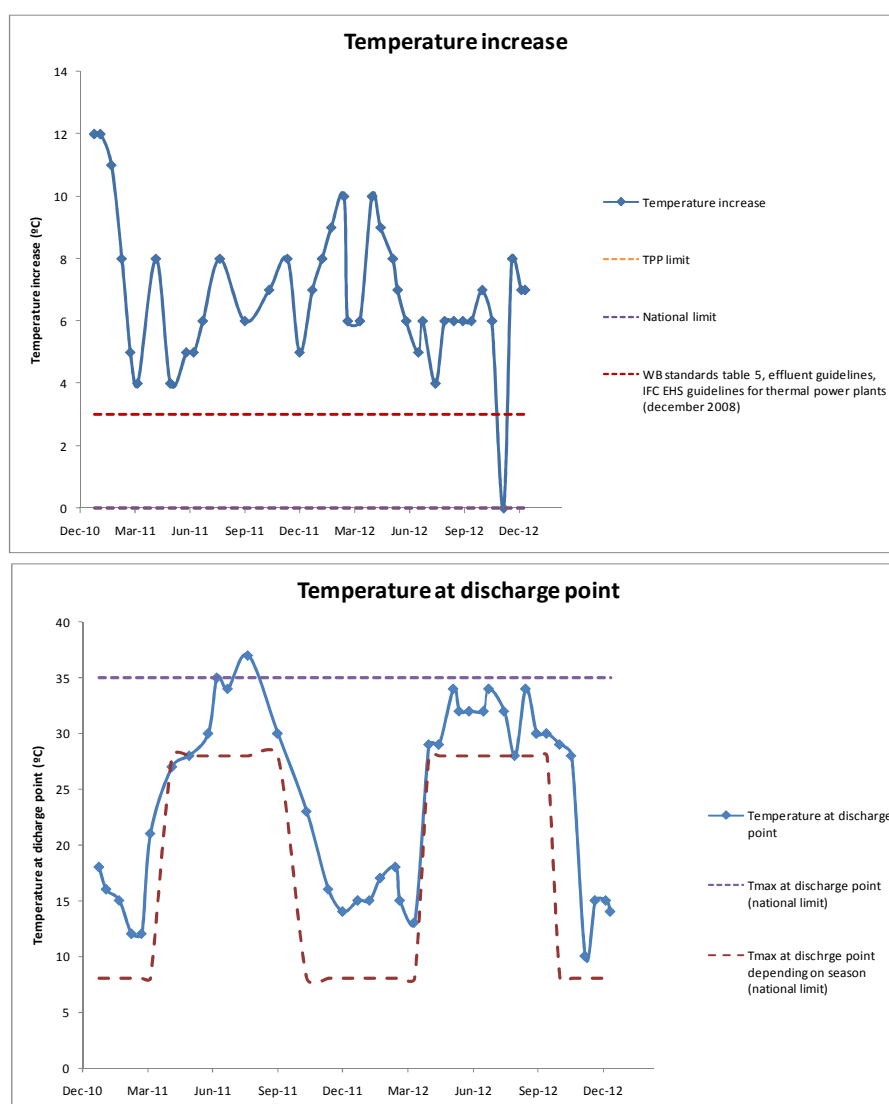 Temperature increase
Temperature increase (ºC)
14
12
10
8
6
4
2
0
Dec-10 Mar-11 Jun-11 Sep-11 Dec-11 Mar-12 Jun-12 Sep-12 Dec-12
Temperature increase
TPP limit
National limit
WB standards table 5, effluent guidelines,
IFC EHS guidelines for thermal power plants
(december 2008)
Temperature at discharge point
Temperature at dicharge point (ºC)
40
35
30
25
20
15
10
5
0
Dec-10 Mar-11 Jun-11 Sep-11 Dec-11 Mar-12 Jun-12 Sep-12 Dec-12
Temperature at discharge
point
Tmax at discharge point
(national limit)
Tmax at dischrge point
depending on season
(national limit)